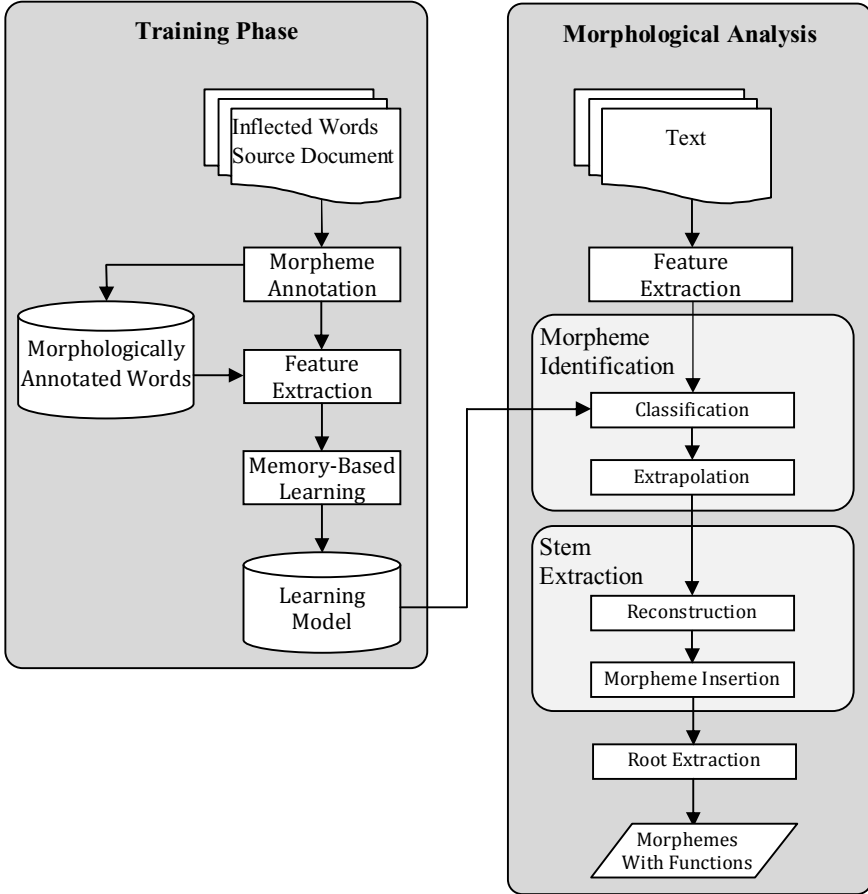 Training Phase
Inflected Words
Source Document
Morpheme
Annotation
Morphologically
Annotated Words
Feature
Extraction
Memory-Based
Learning
Learning
Model
Morphological Analysis
Text
Feature
Extraction
Morpheme
Identification
Classification
Extrapolation
Stem
Extraction
Reconstruction
Morpheme Insertion
Root Extraction
Morphemes
With Functions